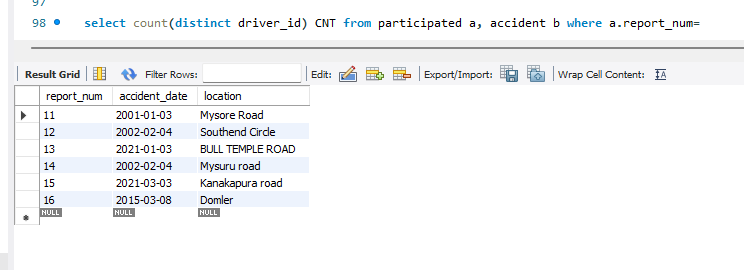 97
98 select count(distinct driver_id) CNT from participated a, accident b where a.report_num=
Result Grid Filter Rows: Edit: Export/Import: Wrap Cell Content: IA
report_num accident_date location
11 2001-01-03 Mysore Road
12 2002-02-04 Southend Circle
13 2021-01-03 BULL TEMPLE ROAD
14 2002-02-04 Mysuru road
15 2021-03-03 Kanakapura road
16 2015-03-08 Domler
NULL NULL NULL